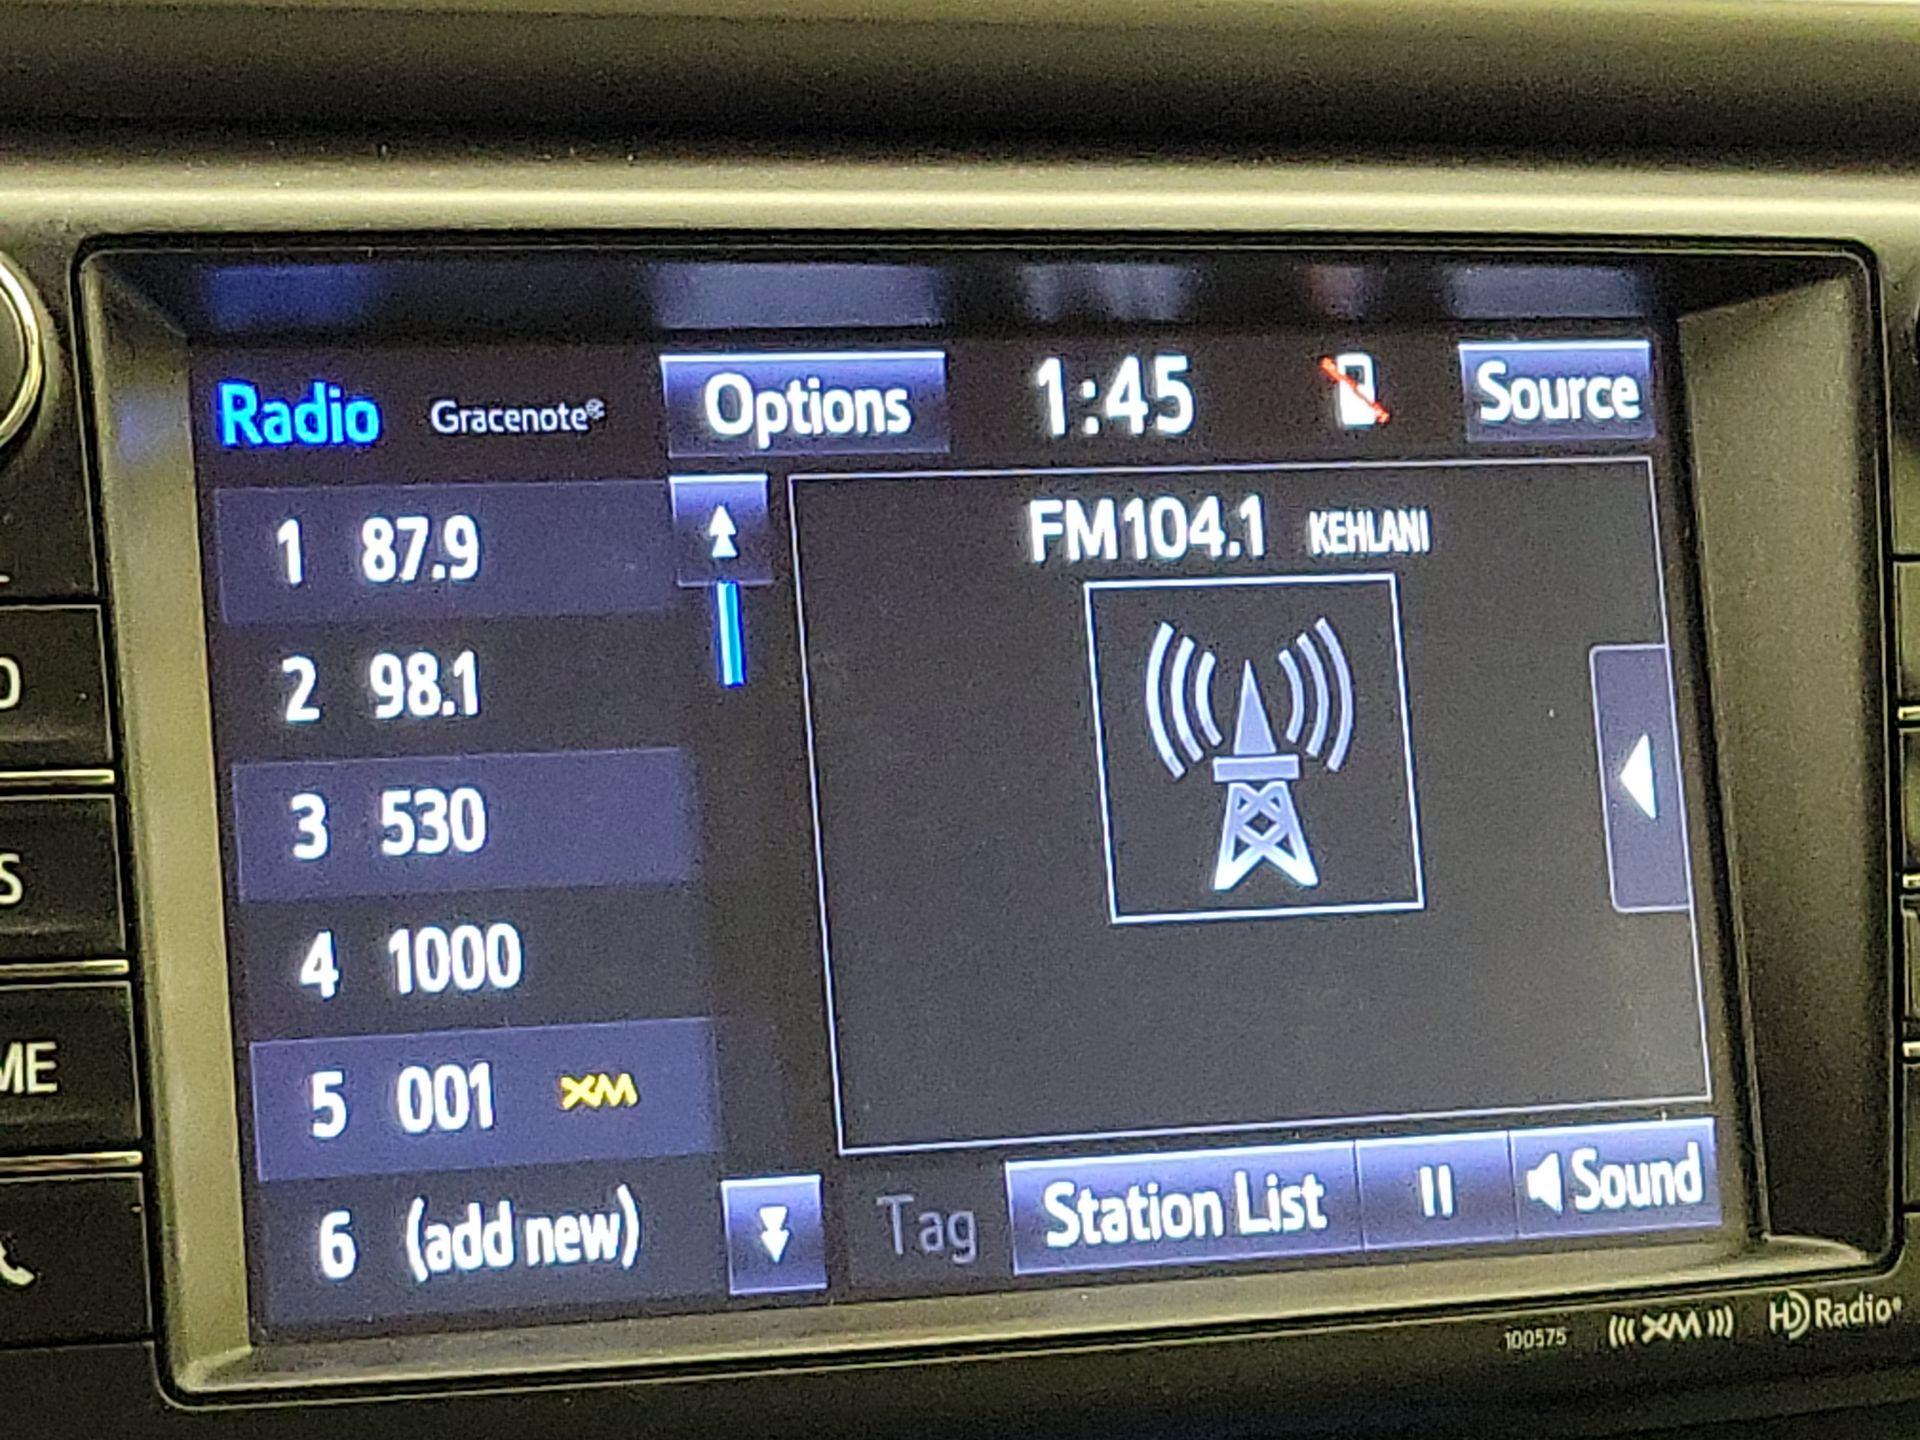 Radio Gracenote® Options 1:45 Source
1 87.9
2 98.1
3 530
4 1000
5 001 XM
6 (add new)
FM104.1 KEHLANI
Tag Station List Sound
100575 XM HD Radio®
S
ME